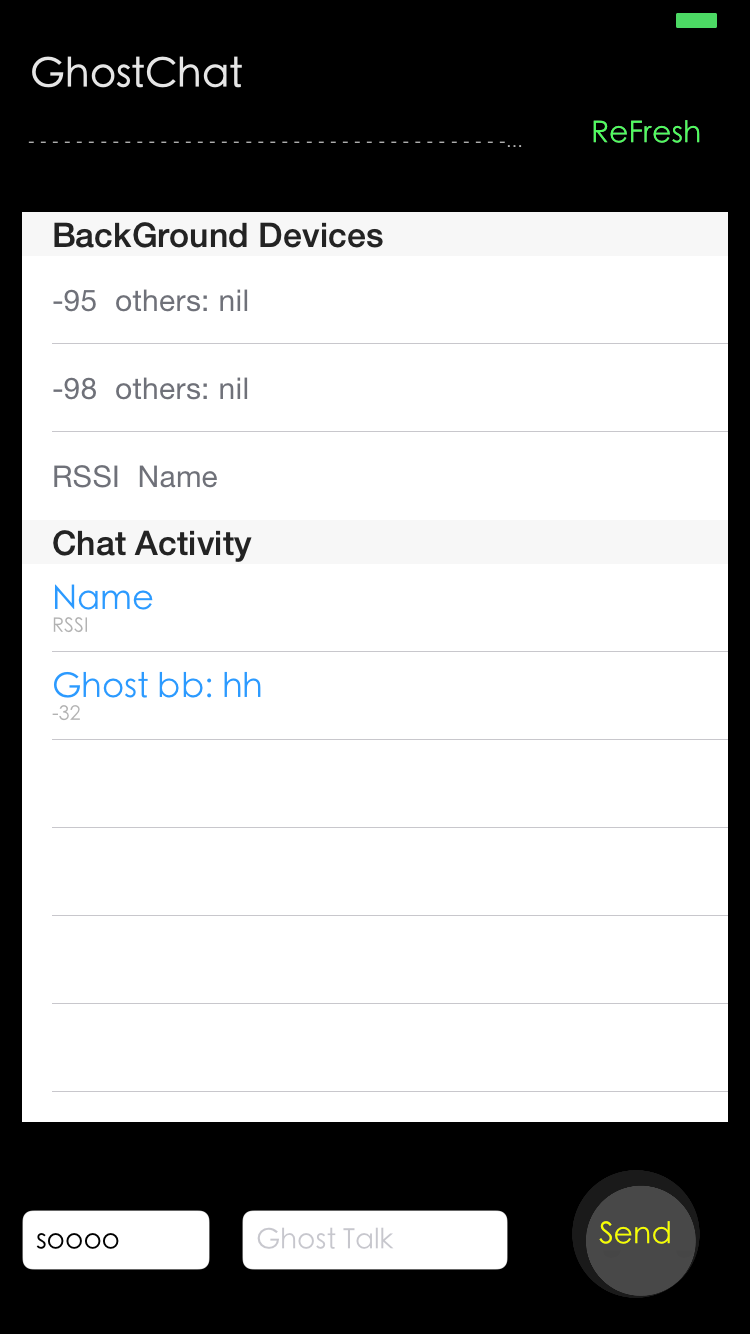 GhostChat
- - - - - - - - - - - - - - - - - - - - - - - - - - - - - - - - - - - - - - - -...
ReFresh
BackGround Devices
-95 others: nil
-98 others: nil
RSSI Name
Chat Activity
Name
RSSI
Ghost bb: hh
-32
soooo
Ghost Talk
Send